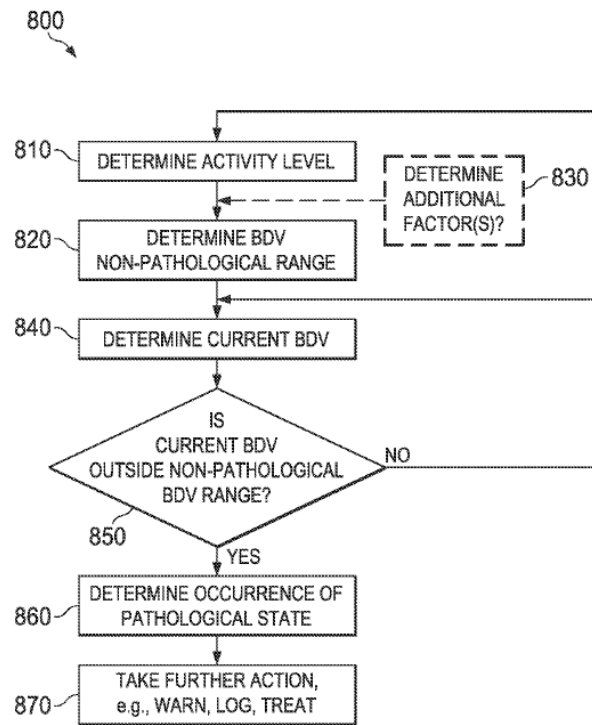 800
810
DETERMINE ACTIVITY LEVEL
DETERMINE
ADDITIONAL
FACTOR(S)?
830
820
DETERMINE BDV
NON-PATHOLOGICAL RANGE
840
DETERMINE CURRENT BDV
IS
CURRENT BDV
OUTSIDE NON-PATHOLOGICAL
BDV RANGE?
NO
850
YES
860
DETERMINE OCCURRENCE OF
PATHOLOGICAL STATE
870
TAKE FURTHER ACTION,
e.g., WARN, LOG, TREAT